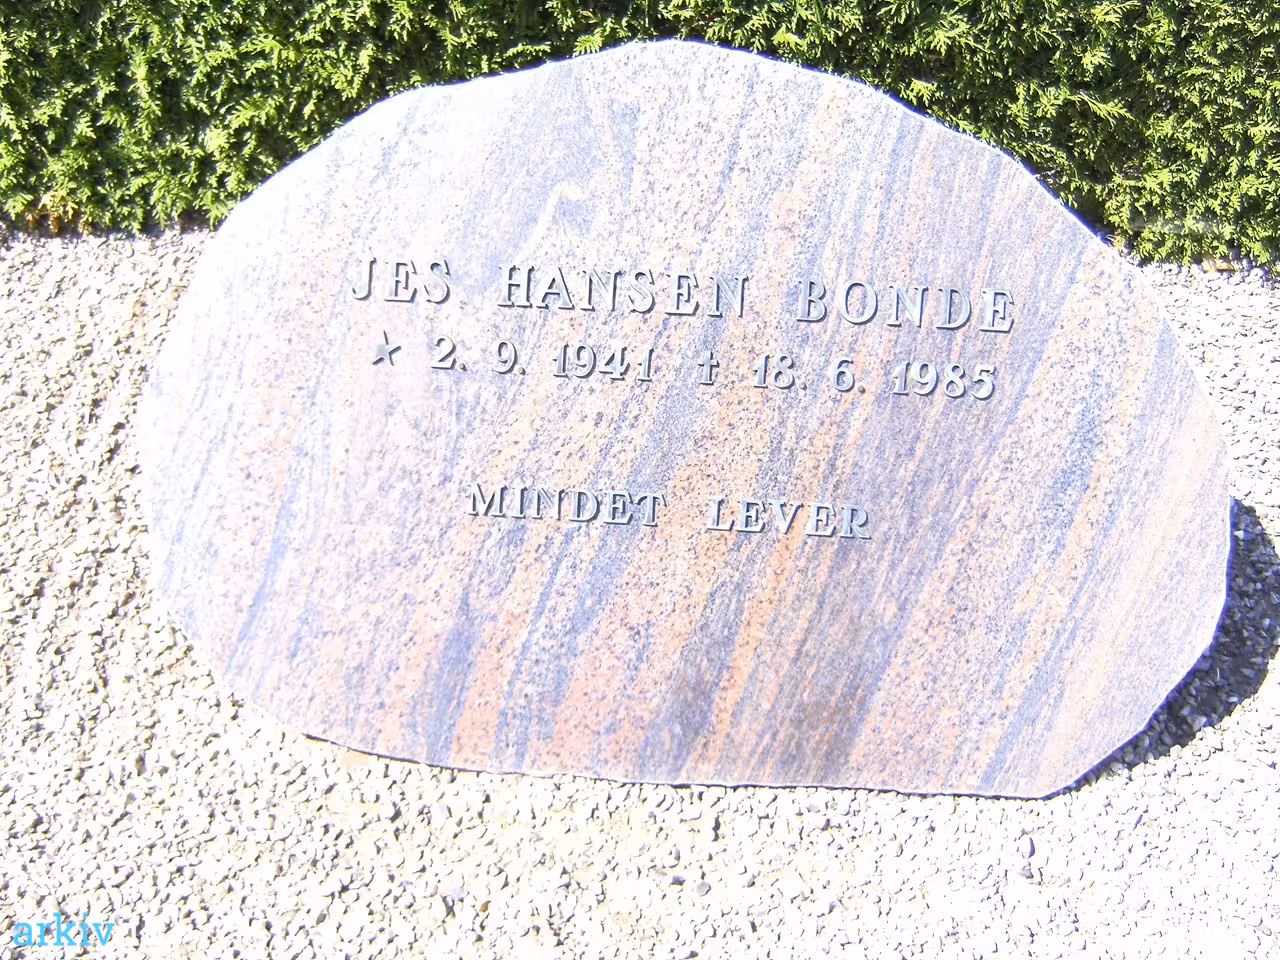 JES HANSEN BONDE
★ 2. 9. 1941 † 18. 6. 1985
MINDET LEVER
arkiv